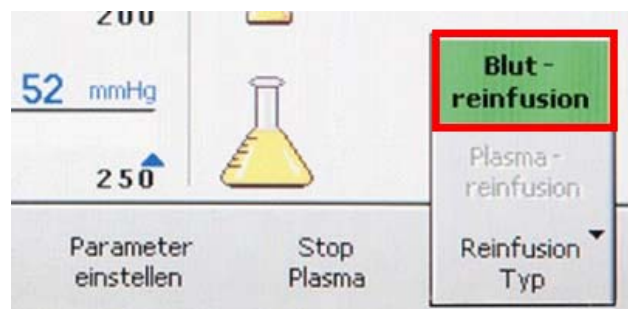 200
52 mmHg
250
Blut-
reinfusion
Plasma-
reinfusion
Parameter
einstellen
Stop
Plasma
Reinfusion
Typ